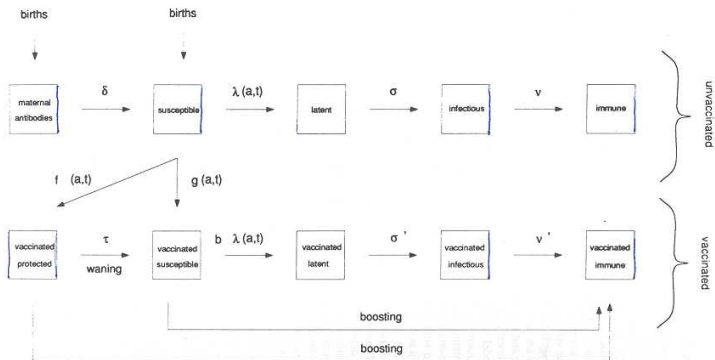 births
births
maternal
antibodies
δ
susceptible
λ (a,t)
latent
σ
infectious
ν
immune
unvaccinated
f (a,t)
g (a,t)
vaccinated
protected
τ
waning
vaccinated
susceptible
b λ (a,t)
vaccinated
latent
σ '
vaccinated
infectious
ν '
vaccinated
immune
vaccinated
boosting
boosting